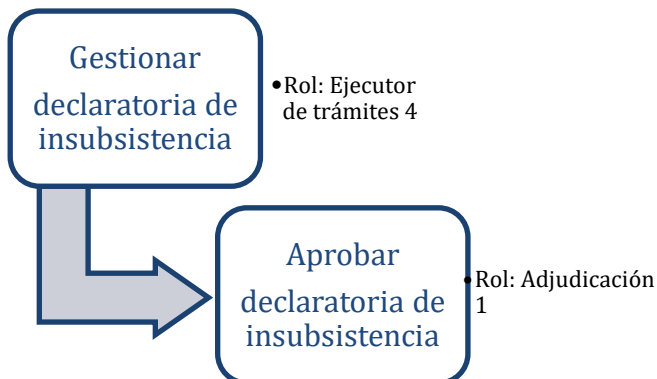 Gestionar
declaratoria de
insubsistencia
•Rol: Ejecutor
de trámites 4
Aprobar
declaratoria de
insubsistencia
•Rol: Adjudicación
1